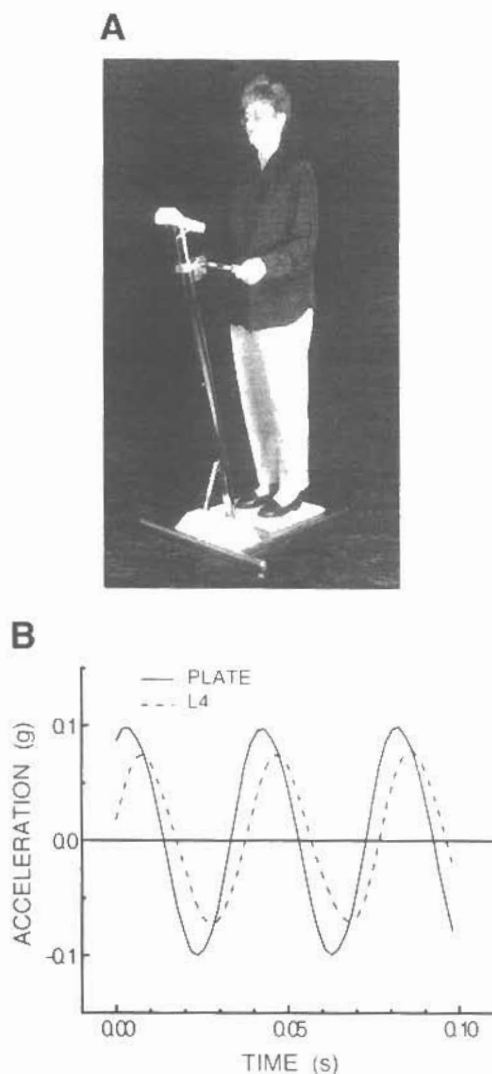 A
B
PLATE
L4
ACCELERATION (g)
0.1
0.0
-0.1
0.00
0.05
0.10
TIME (s)